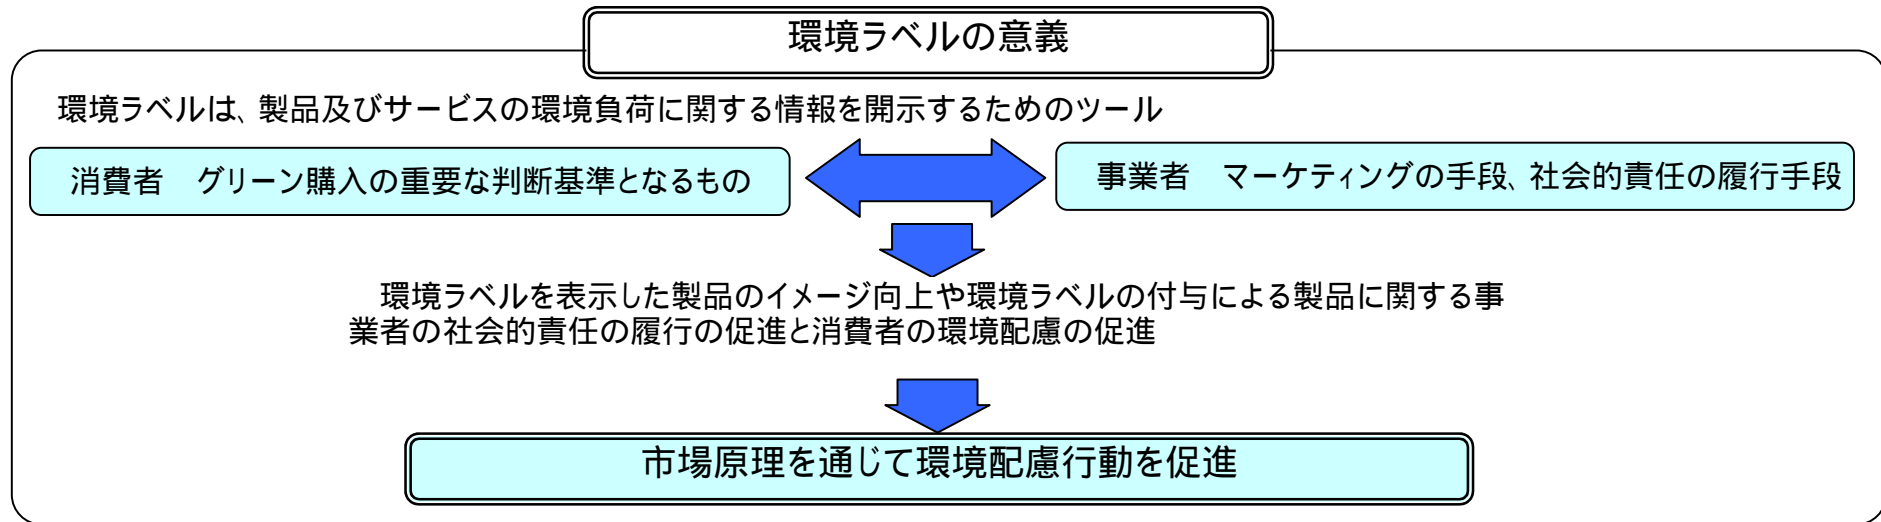 環境ラベルの意義
環境ラベルは、製品及びサービスの環境負荷に関する情報を開示するためのツール
消費者　グリーン購入の重要な判断基準となるもの
事業者　マーケティングの手段、社会的責任の履行手段
環境ラベルを表示した製品のイメージ向上や環境ラベルの付与による製品に関する事
業者の社会的責任の履行の促進と消費者の環境配慮の促進
市場原理を通じて環境配慮行動を促進